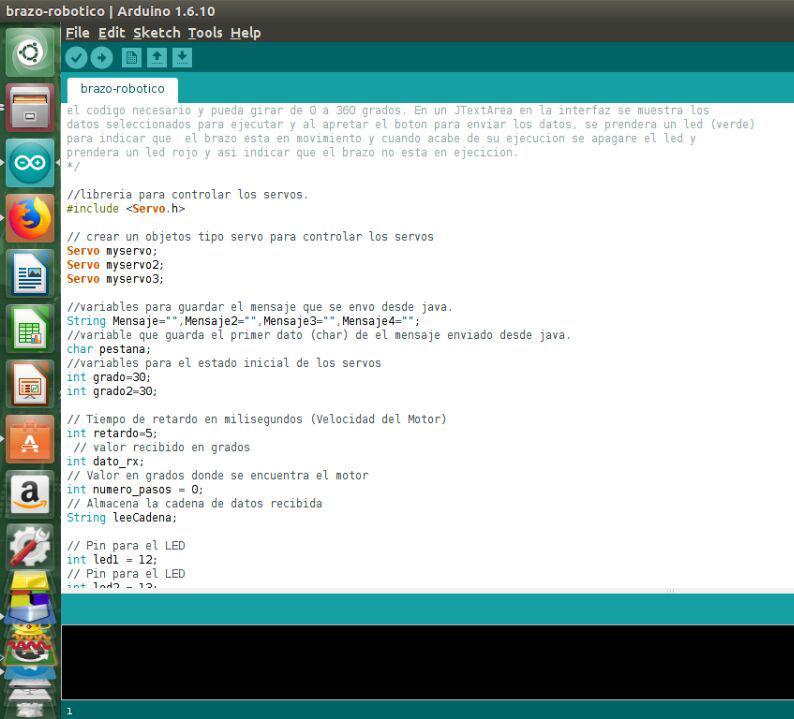 brazo-robotico | Arduino 1.6.10
File Edit Sketch Tools Help
brazo-robotico
el codigo necesario y pueda girar de 0 a 360 grados. En un JTextArea en la interfaz se muestra los
datos seleccionados para ejecutar y al apretar el boton para enviar los datos, se prendera un led (verde)
para indicar que  el brazo esta en movimiento y cuando acabe de su ejecucion se apagare el led y
prendera un led rojo y asi indicar que el brazo no esta en ejecicion.
*/
//libreria para controlar los servos.
#include <Servo.h>
// crear un objetos tipo servo para controlar los servos
Servo myservo;
Servo myservo2;
Servo myservo3;
//variables para guardar el mensaje que se envo desde java.
String Mensaje="",Mensaje2="",Mensaje3="",Mensaje4="";
//variable que guarda el primer dato (char) de el mensaje enviado desde java.
char pestana;
//variables para el estado inicial de los servos
int grado=30;
int grado2=30;
// Tiempo de retardo en milisegundos (Velocidad del Motor)
int retardo=5;
// valor recibido en grados
int dato_rx;
// Valor en grados donde se encuentra el motor
int numero_pasos = 0;
// Almacena la cadena de datos recibida
String leeCadena;
// Pin para el LED
int led1 = 12;
// Pin para el LED
int led2 = 13;
1